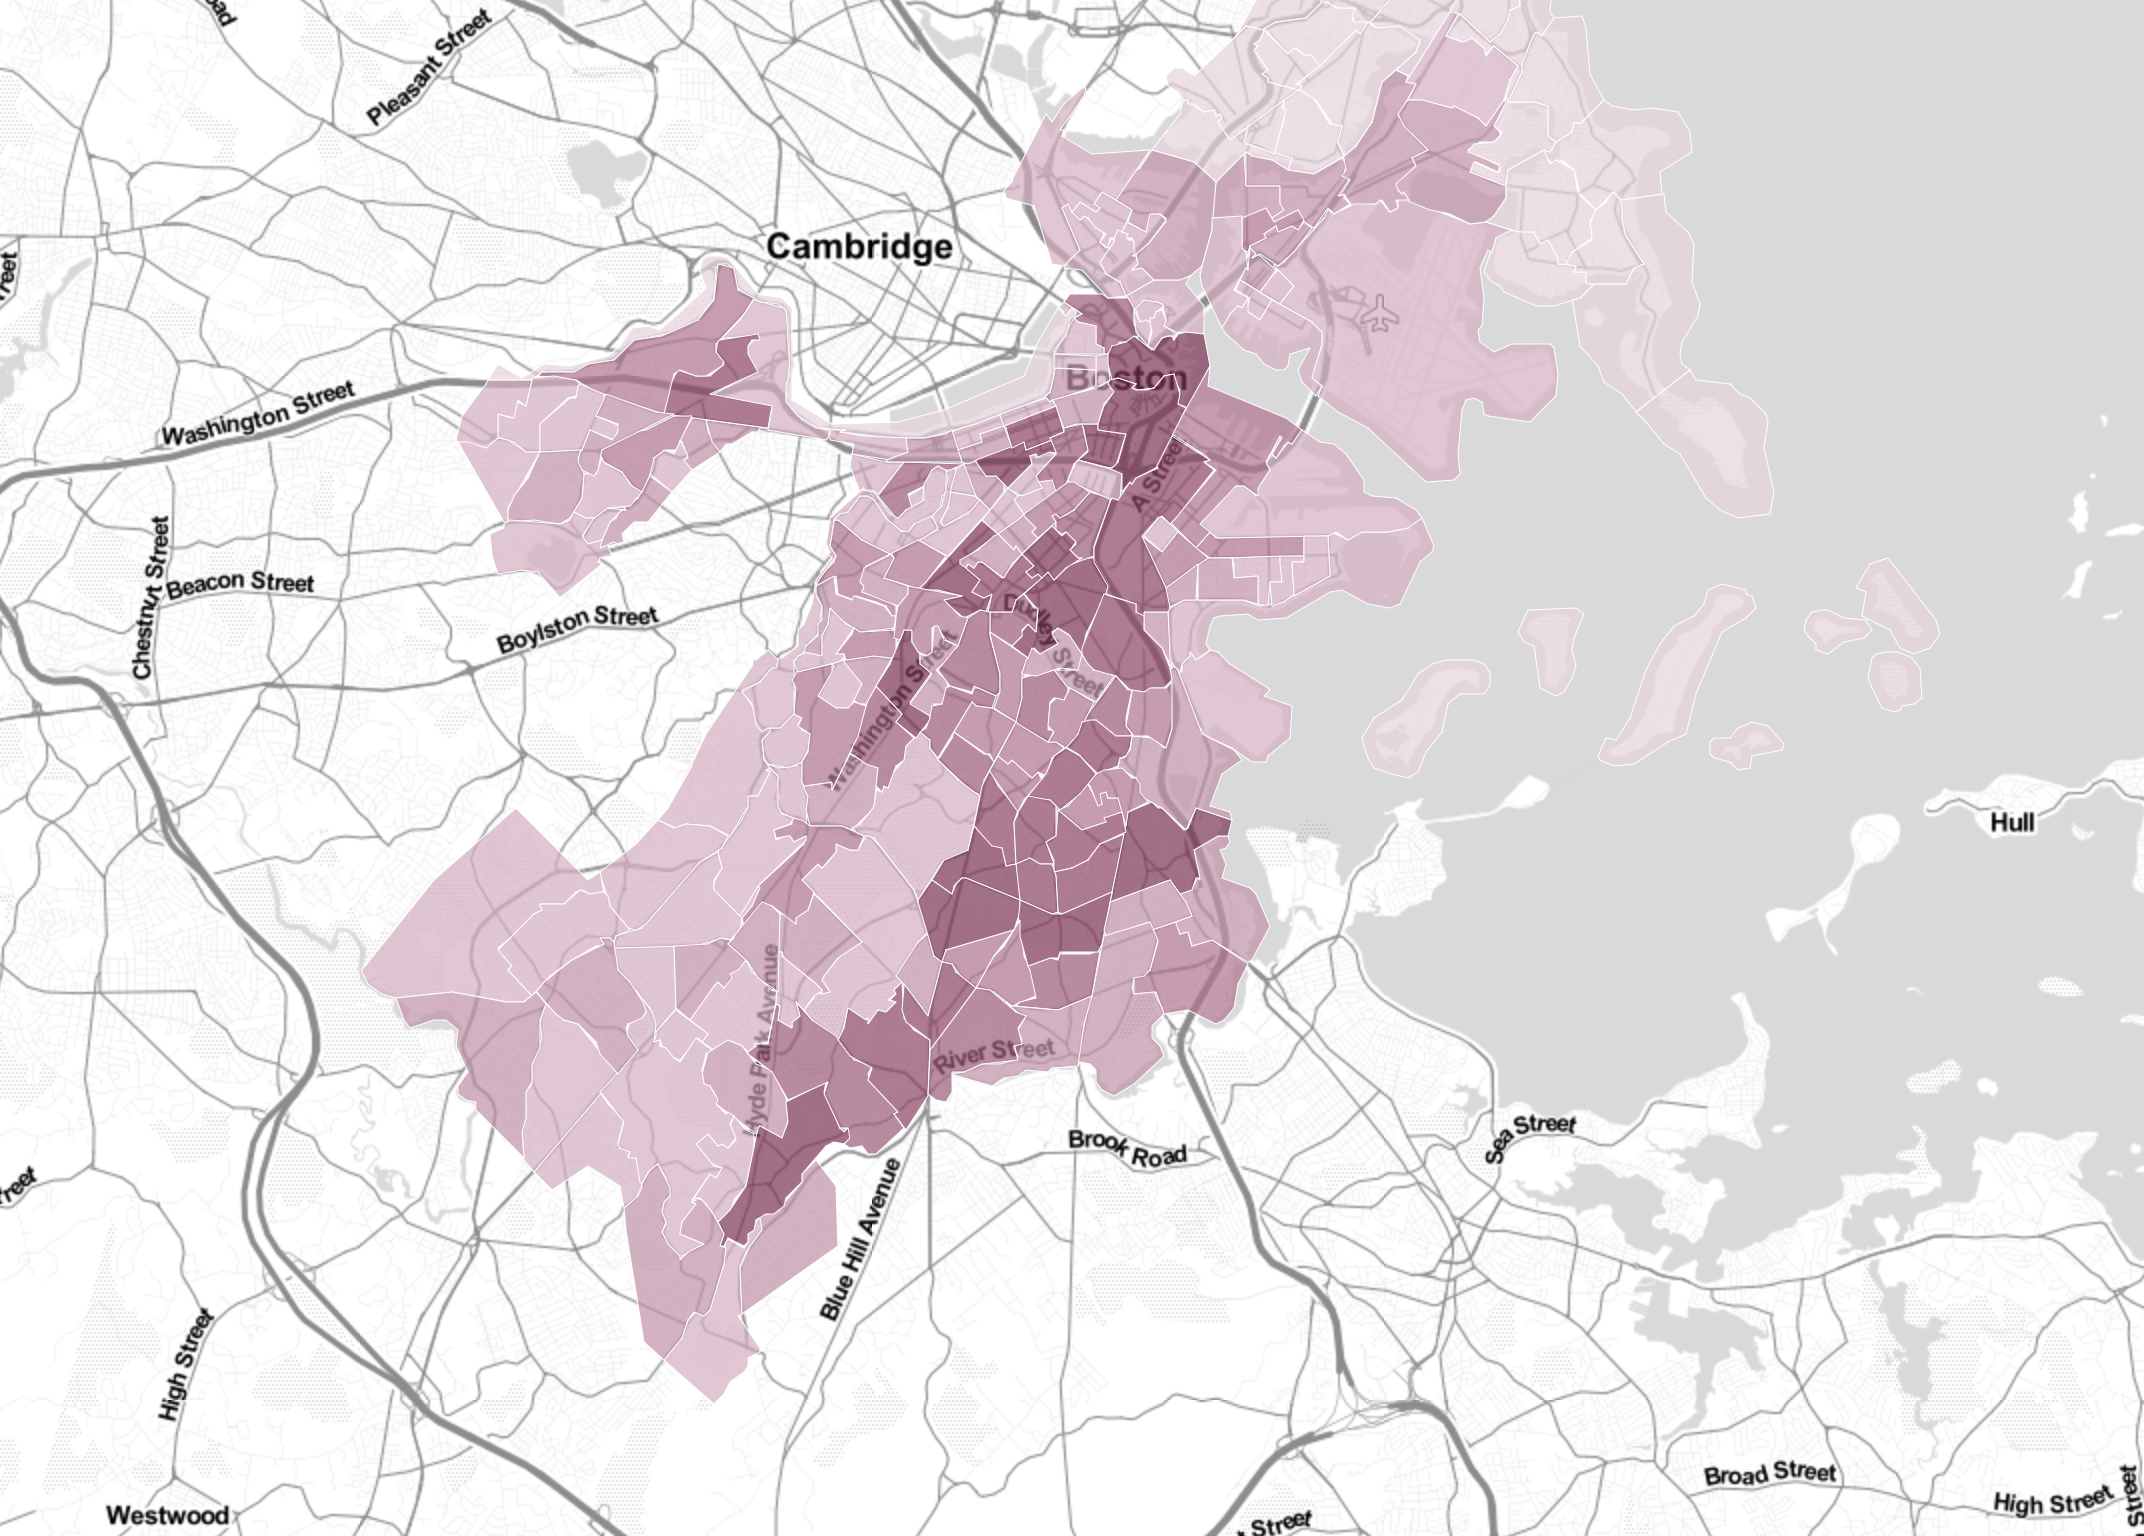 Pleasant Street
Cambridge
Washington Street
Boston
A Street
Chestnut Street
Beacon Street
Boylston Street
Dudley Street
Washington Street
Hull
Hyde Park Avenue
River Street
Brook Road
Sea Street
Blue Hill Avenue
High Street
Broad Street
High Street
Westwood
Street
Street